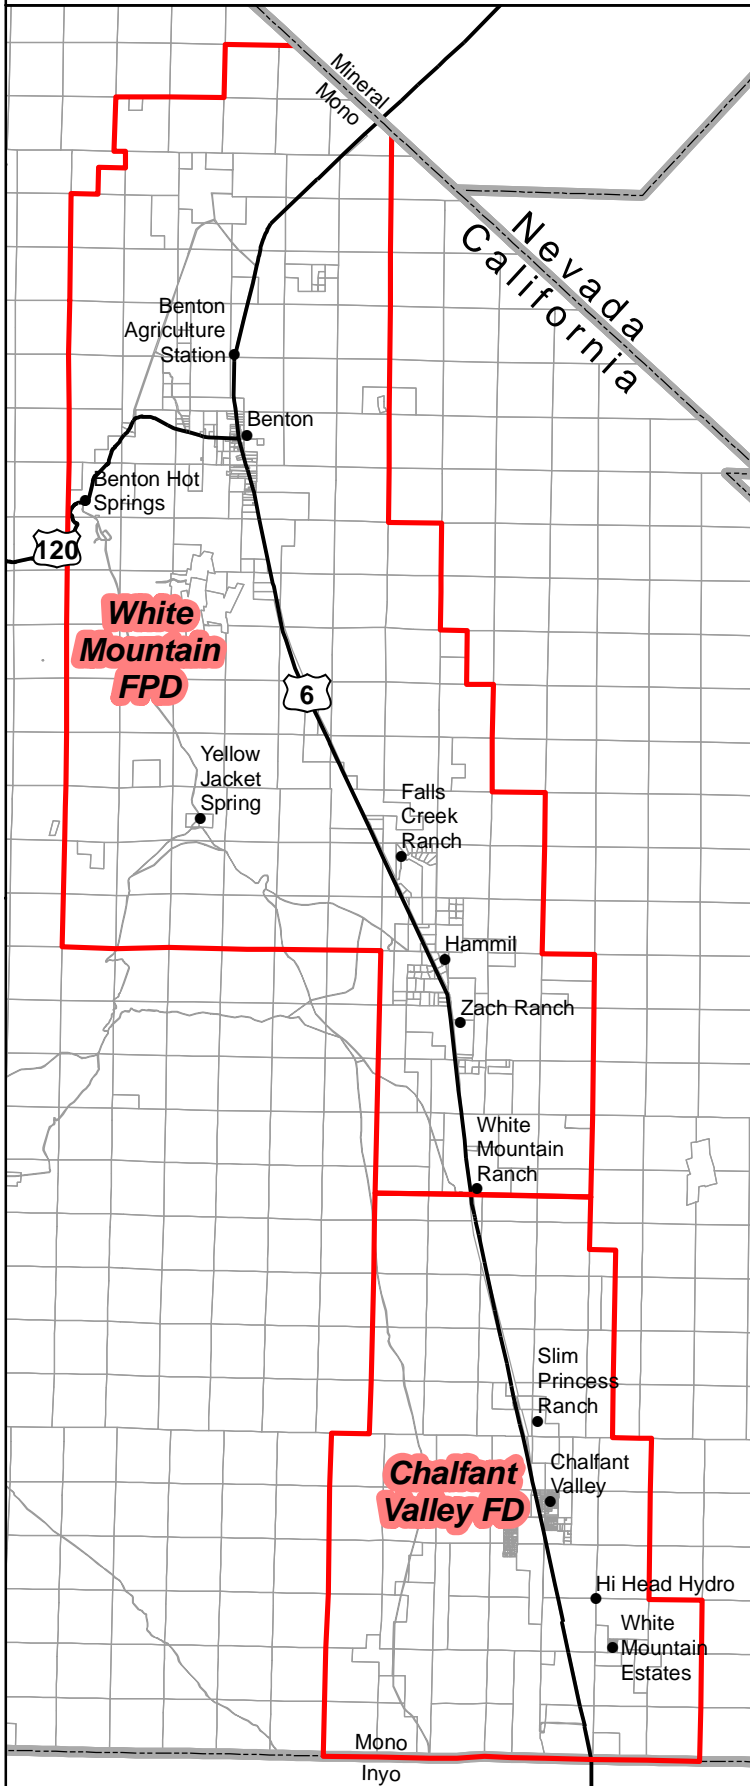 Mineral
Mono
Nevada
California
Benton
Agriculture
Station
Benton
Benton Hot
Springs
120
White
Mountain
FPD
6
Yellow
Jacket
Spring
Falls
Creek
Ranch
Hammil
Zach Ranch
White
Mountain
Ranch
Slim
Princess
Ranch
Chalfant
Valley
Chalfant
Valley FD
Hi Head Hydro
White
Mountain
Estates
Mono
Inyo